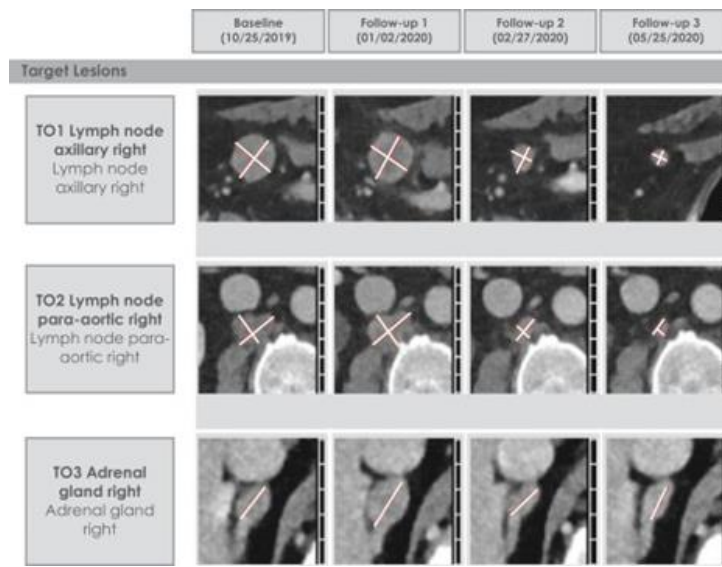 Baseline
(10/25/2019)
Follow-up 1
(01/02/2020)
Follow-up 2
(02/27/2020)
Follow-up 3
(05/25/2020)
Target Lesions
TO1 Lymph node
axillary right
Lymph node
axillary right
TO2 Lymph node
para-aortic right
Lymph node para-
aortic right
TO3 Adrenal
gland right
Adrenal gland
right